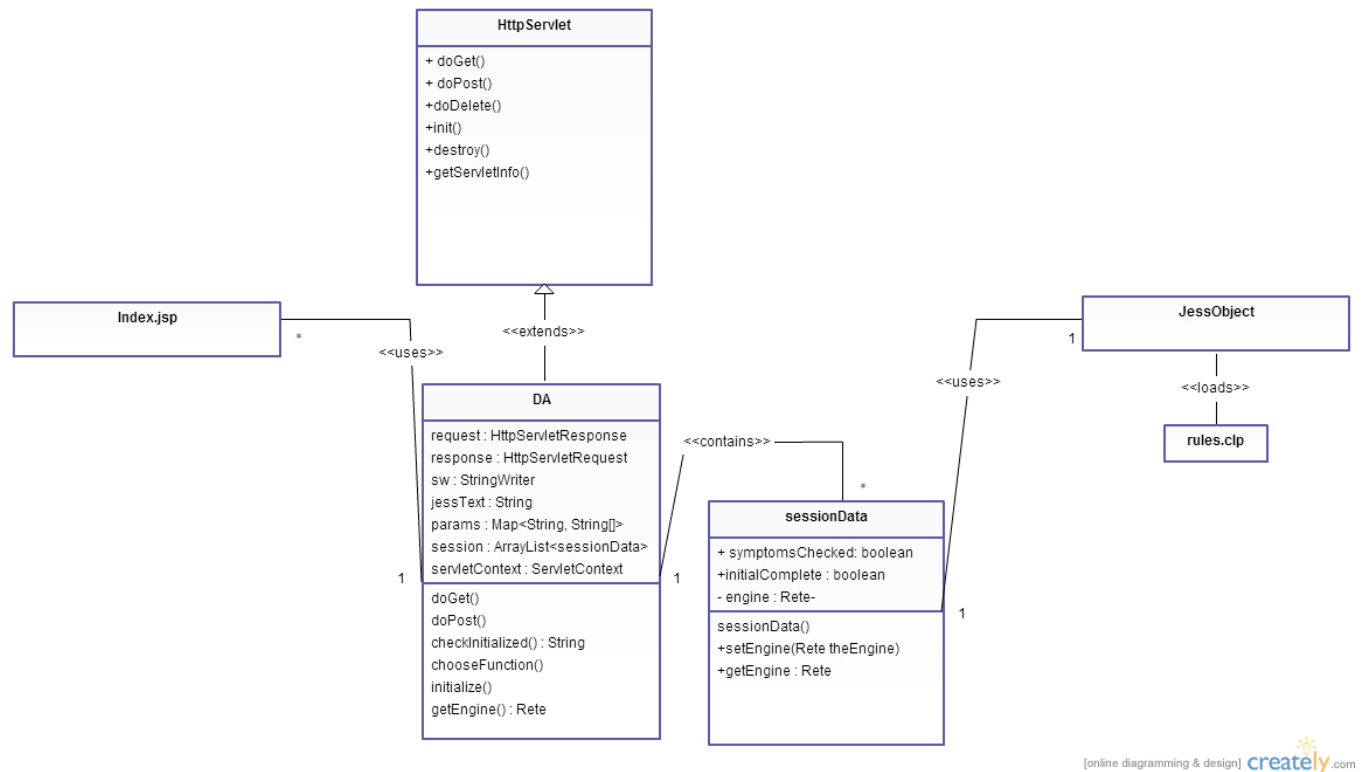 HttpServlet
+ doGet()
+ doPost()
+doDelete()
+init()
+destroy()
+getServletInfo()
Index.jsp
*
<<uses>>
<<extends>>
DA
request : HttpServletResponse
response : HttpServletRequest
sw : StringWriter
jessText : String
params : Map<String, String[]>
session : ArrayList<sessionData>
servletContext : ServletContext
1
1
doGet()
doPost()
checkInitialized() : String
chooseFunction()
initialize()
getEngine() : Rete
<<contains>>
*
sessionData
+ symptomsChecked: boolean
+initialComplete : boolean
- engine : Rete-
1
sessionData()
+setEngine(Rete theEngine)
+getEngine : Rete
<<uses>>
1
JessObject
<<loads>>
rules.clp
[online diagramming & design] creately.com